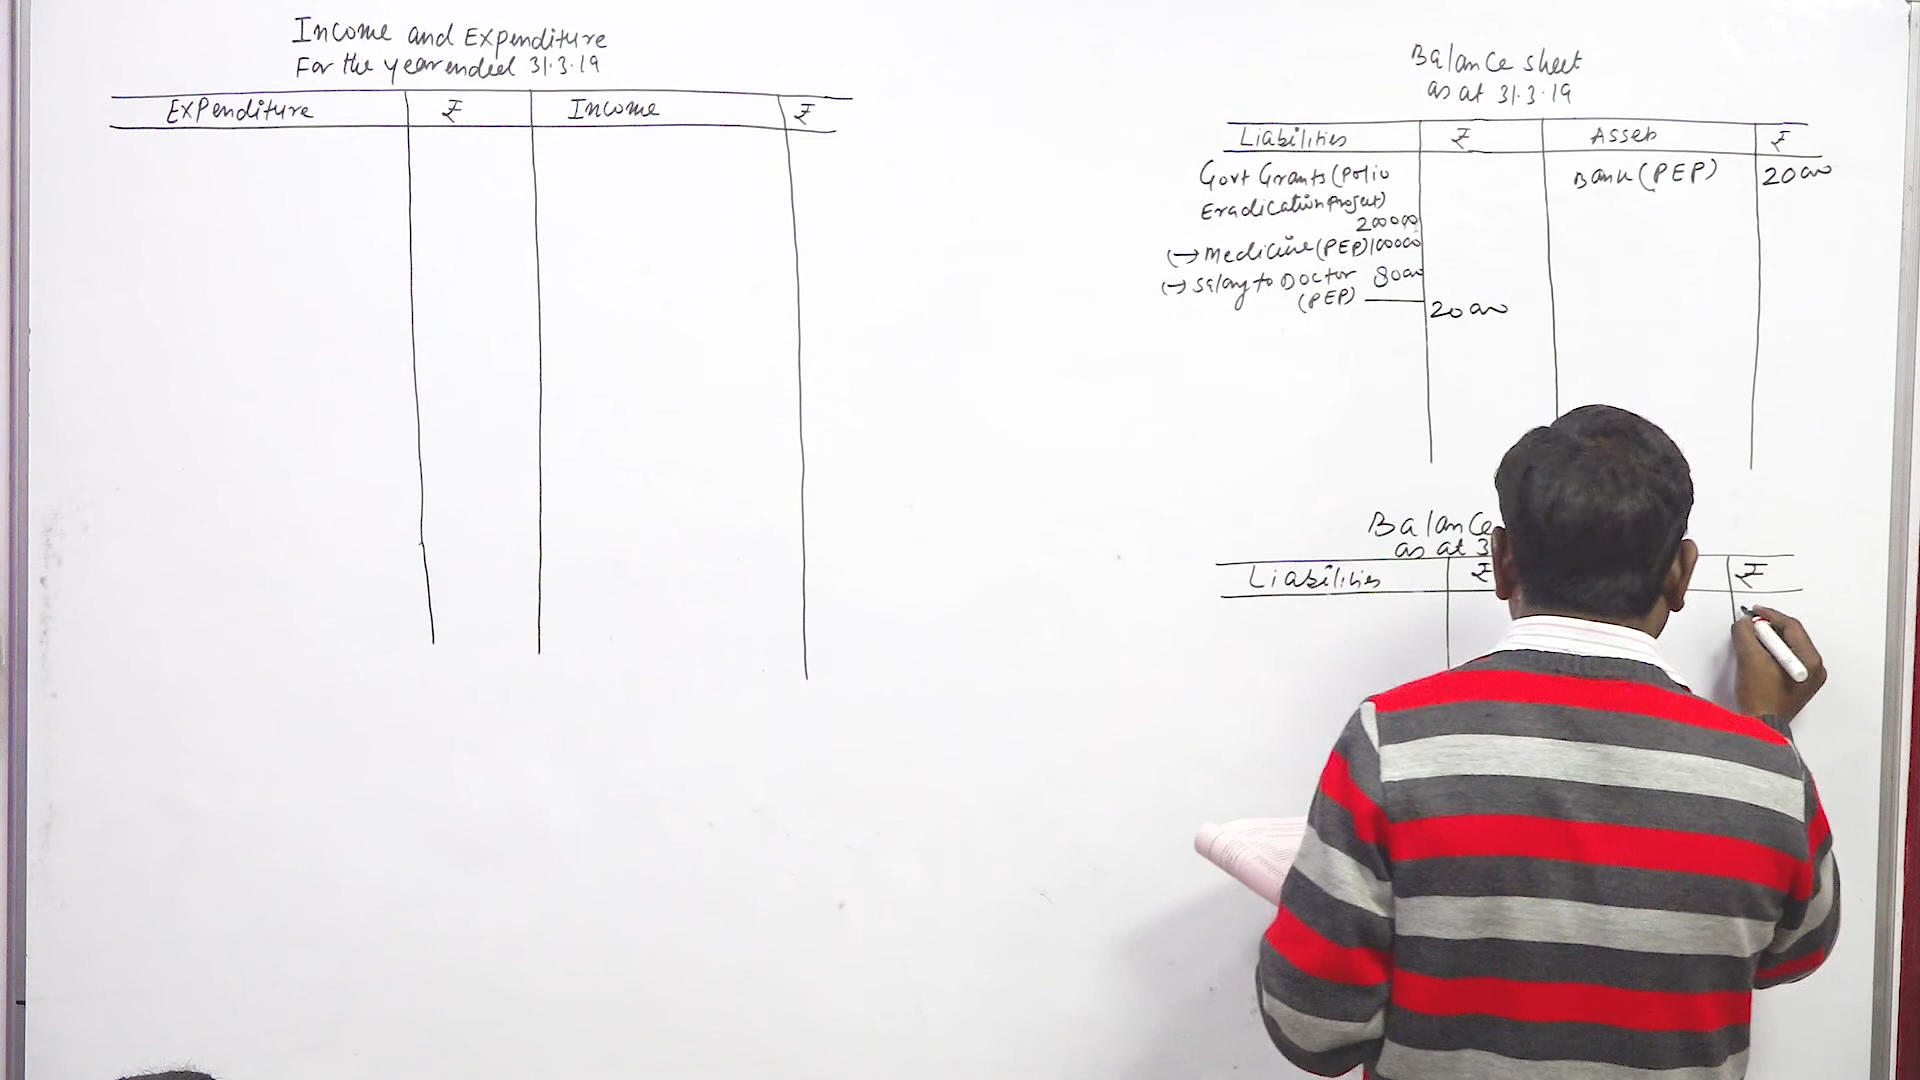 Income and Expenditure
For the year ended 31.3.19
Expenditure ₹ Income ₹
Balance sheet
as at 31.3.19
Liabilities ₹ Assets ₹
Govt Grants (Polio Bank (PEP) 20000
Eradication Project)
200000
(-) Medicine (PEP) 100000
(-) Salary to Doctor 80000
(PEP)
20000
Balance
as at 3
Liabilities ₹ ₹